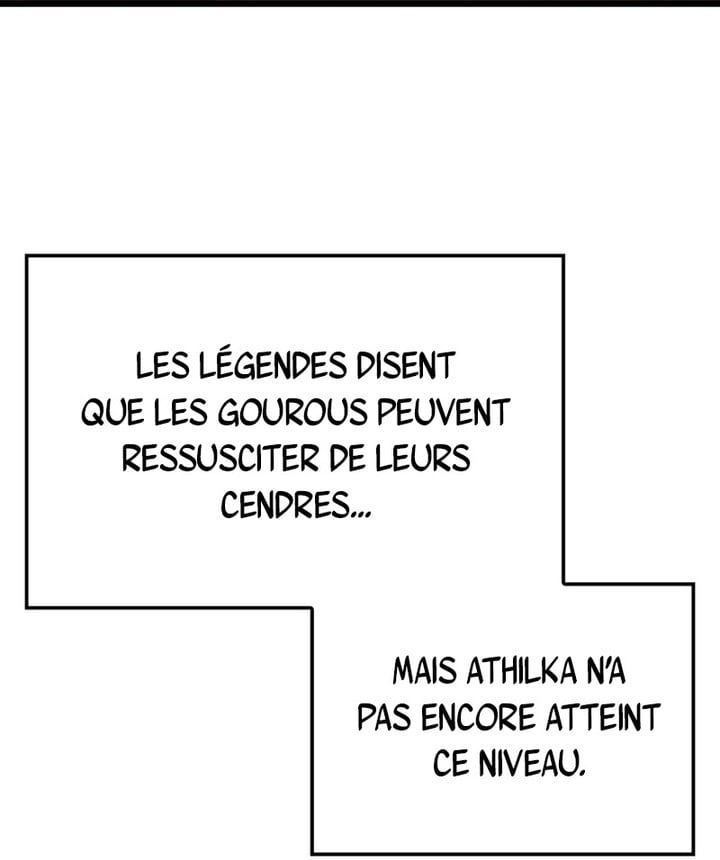 LES LÉGENDES DISENT
QUE LES GOUROUS PEUVENT
RESSUSCITER DE LEURS
CENDRES...
MAIS ATHILKA N'A
PAS ENCORE ATTEINT
CE NIVEAU.